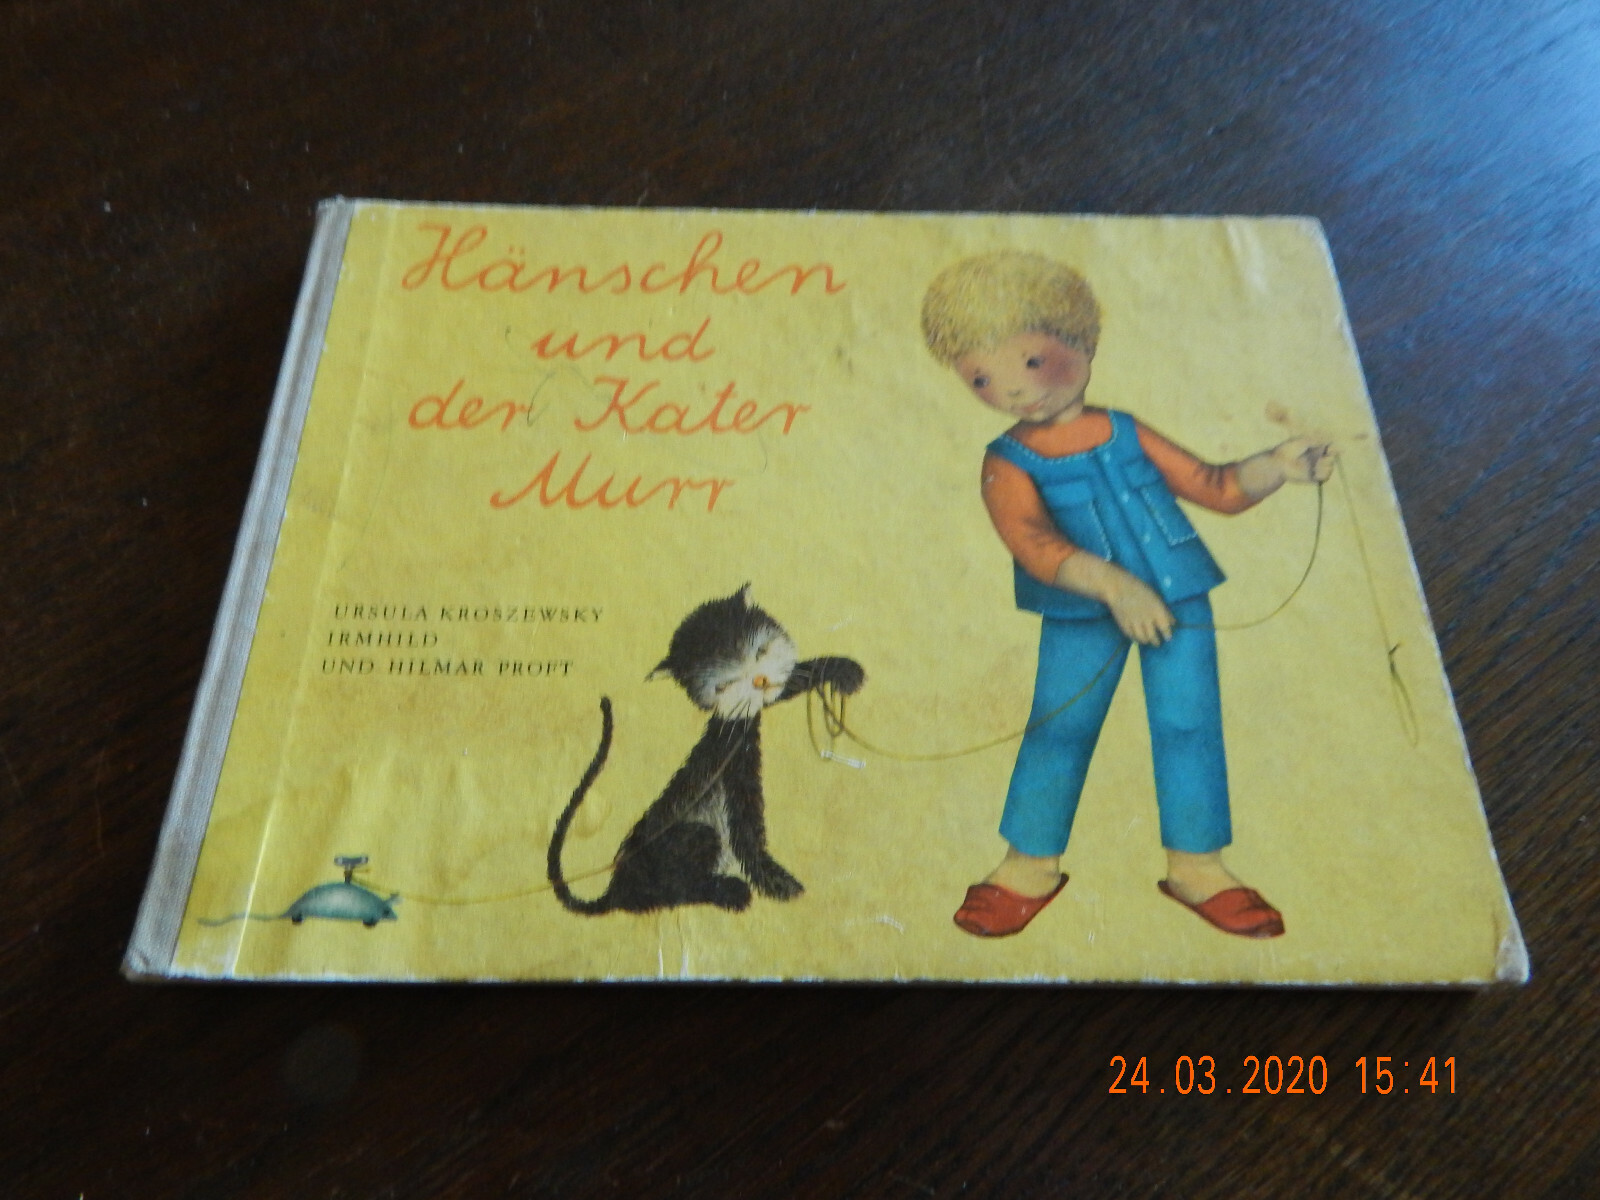 Hänschen
und
der Kater
Murr
URSULA KROSZEWSKY
IRMHILD
UND HILMAR PROFT
24.03.2020 15:41